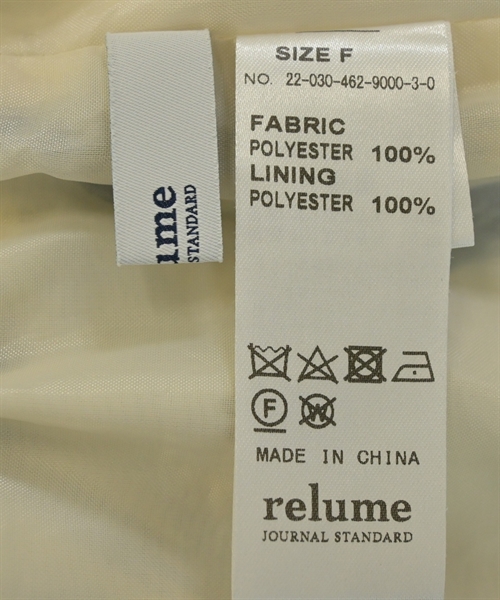 ume
STANDARD
SIZE F
NO. 22-030-462-9000-3-0
FABRIC
POLYESTER 100%
LINING
POLYESTER 100%
F W
MADE IN CHINA
relume
JOURNAL STANDARD